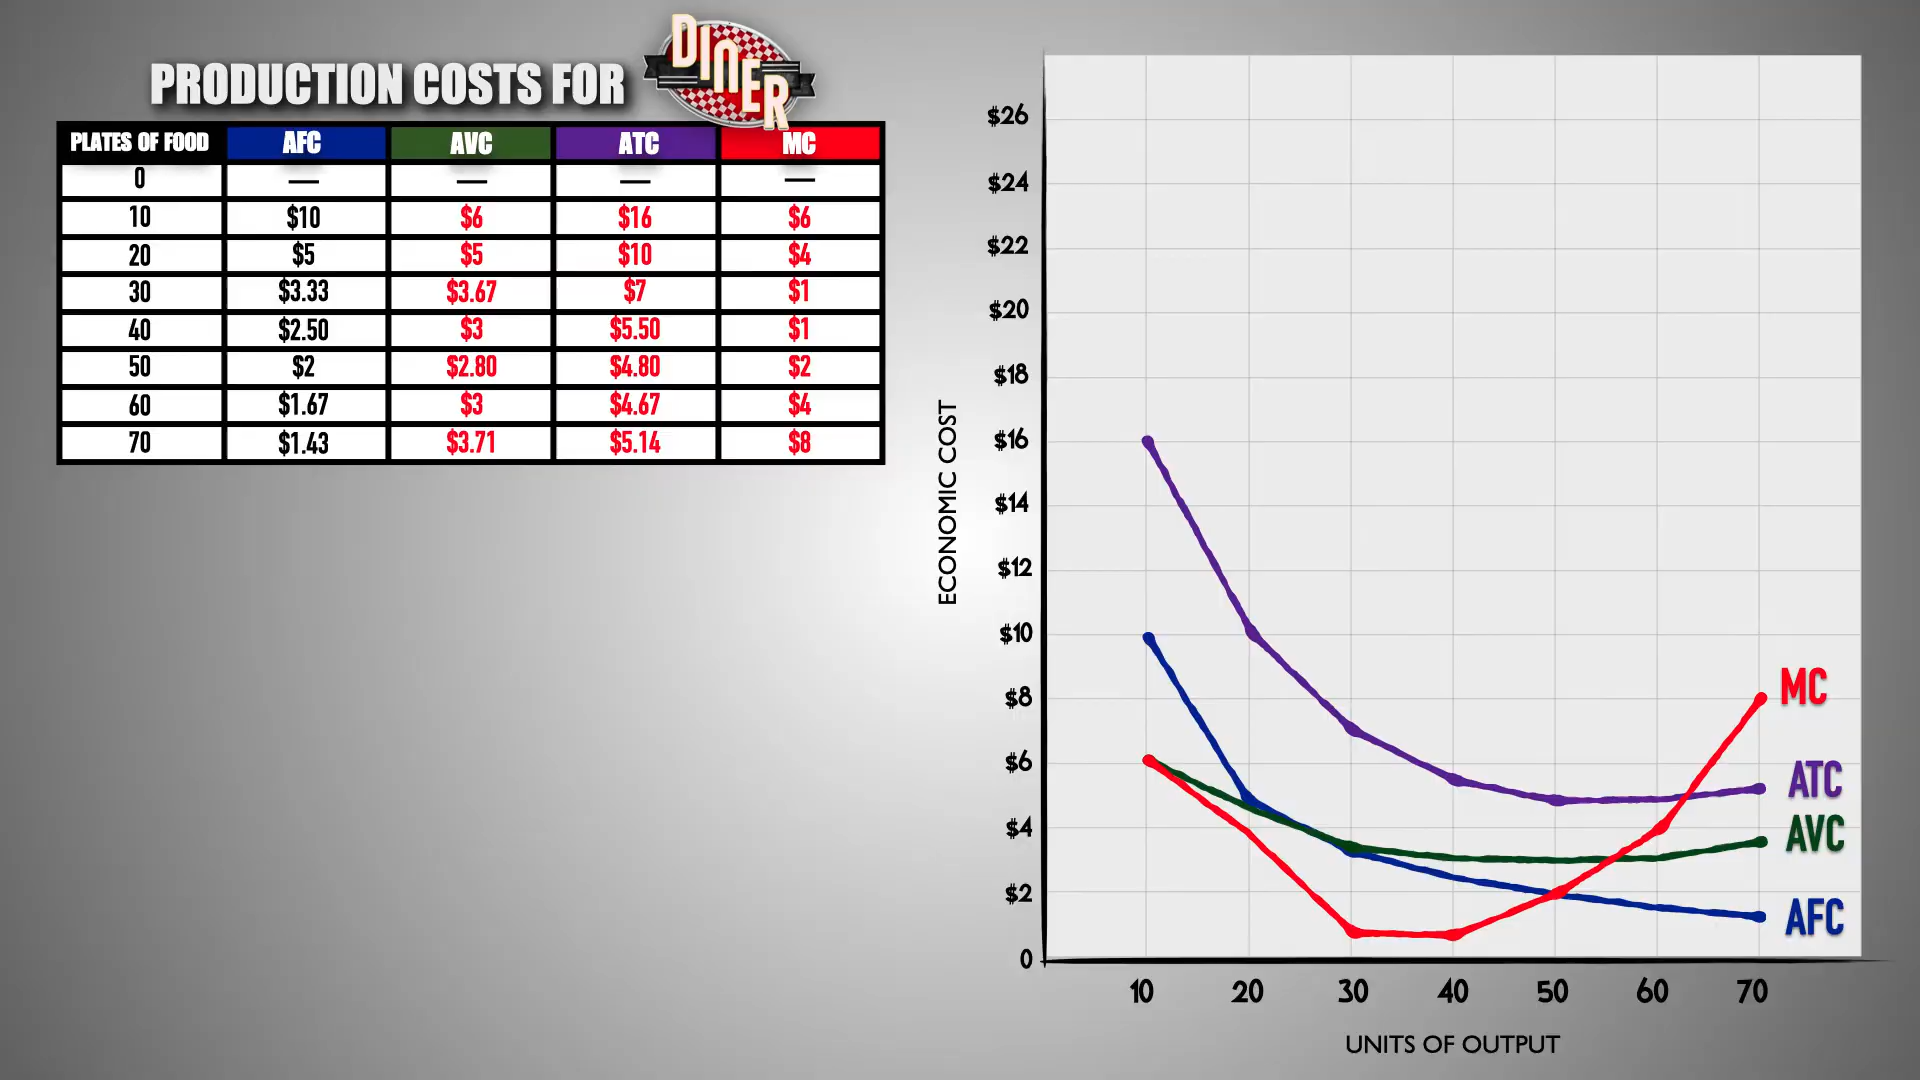 PRODUCTION COSTS FOR DINER
PLATES OF FOOD AFC AVC ATC MC
0 — — — —
10 $10 $6 $16 $6
20 $5 $5 $10 $4
30 $3.33 $3.67 $7 $1
40 $2.50 $3 $5.50 $1
50 $2 $2.80 $4.80 $2
60 $1.67 $3 $4.67 $4
70 $1.43 $3.71 $5.14 $8
ECONOMIC COST
$26
$24
$22
$20
$18
$16
$14
$12
$10
$8
$6
$4
$2
0
MC
ATC
AVC
AFC
10 20 30 40 50 60 70
UNITS OF OUTPUT